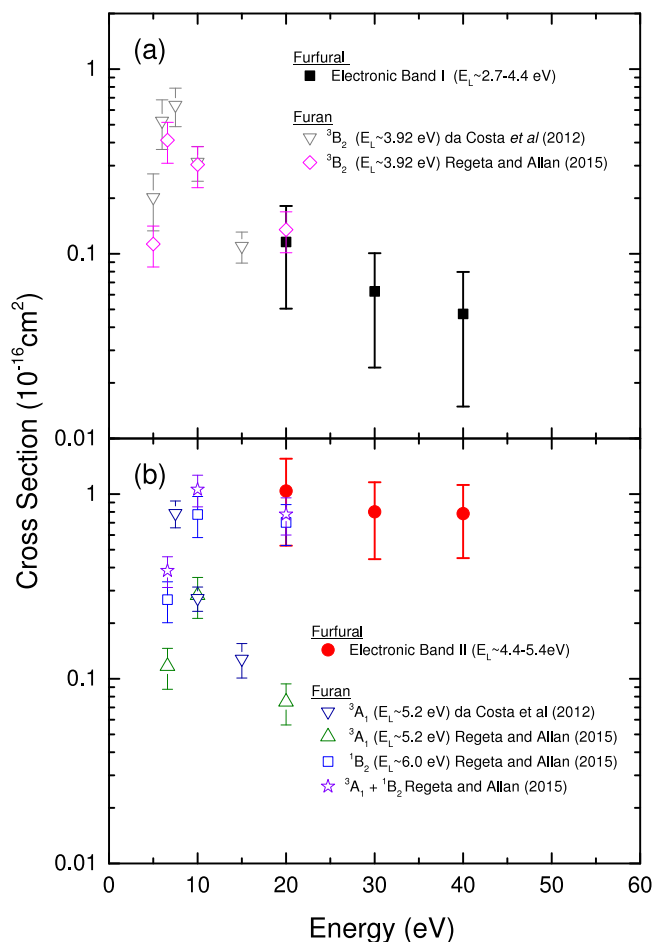 (a)
Furfural
Electronic Band I (E_L~2.7-4.4 eV)
Furan
³B₂ (E_L~3.92 eV) da Costa et al (2012)
³B₂ (E_L~3.92 eV) Regeta and Allan (2015)
1
0.1
0.01
(b)
Furfural
Electronic Band II (E_L~4.4-5.4eV)
Furan
³A₁ (E_L~5.2 eV) da Costa et al (2012)
³A₁ (E_L~5.2 eV) Regeta and Allan (2015)
¹B₂ (E_L~6.0 eV) Regeta and Allan (2015)
³A₁ + ¹B₂ Regeta and Allan (2015)
1
0.1
0.01
0 10 20 30 40 50 60
Energy (eV)
Cross Section (10⁻¹⁶cm²)